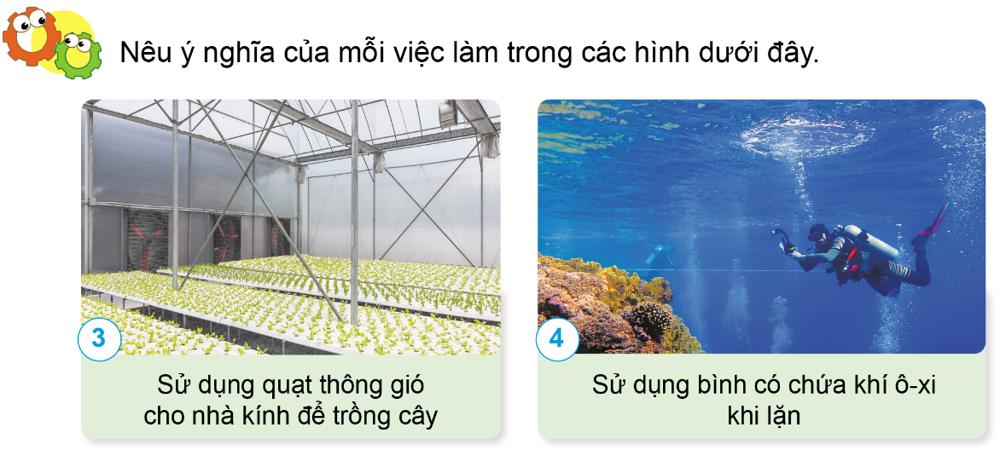 Nêu ý nghĩa của mỗi việc làm trong các hình dưới đây.
3
Sử dụng quạt thông gió
cho nhà kính để trồng cây
4
Sử dụng bình có chứa khí ô-xi
khi lặn